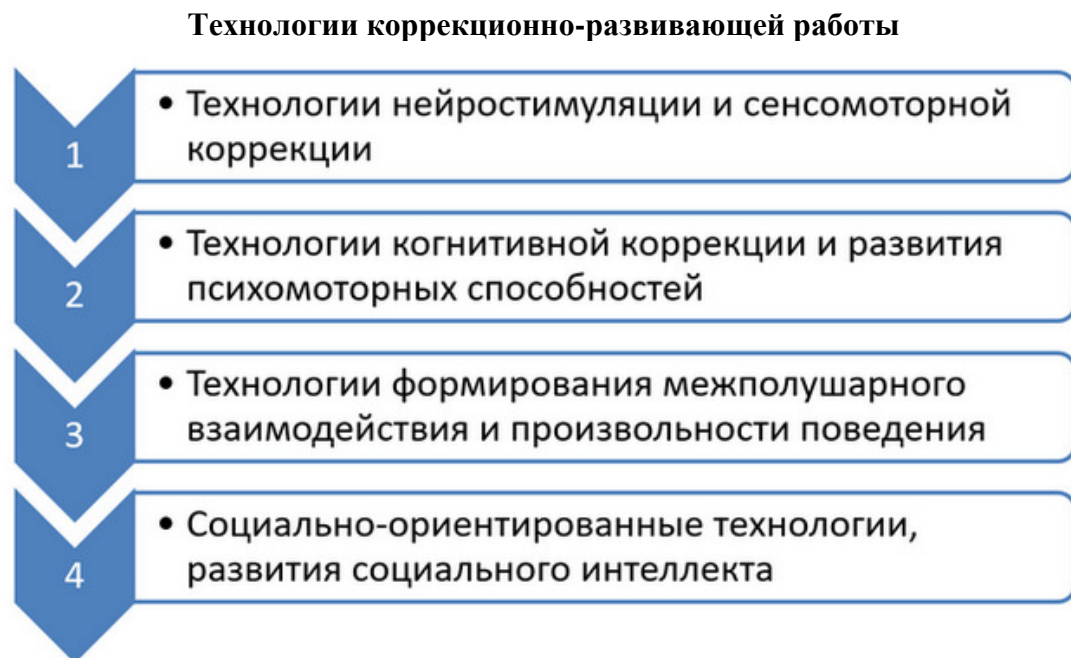 Технологии коррекционно-развивающей работы
1
• Технологии нейростимуляции и сенсомоторной
коррекции
2
• Технологии когнитивной коррекции и развития
психомоторных способностей
3
• Технологии формирования межполушарного
взаимодействия и произвольности поведения
4
• Социально-ориентированные технологии,
развития социального интеллекта